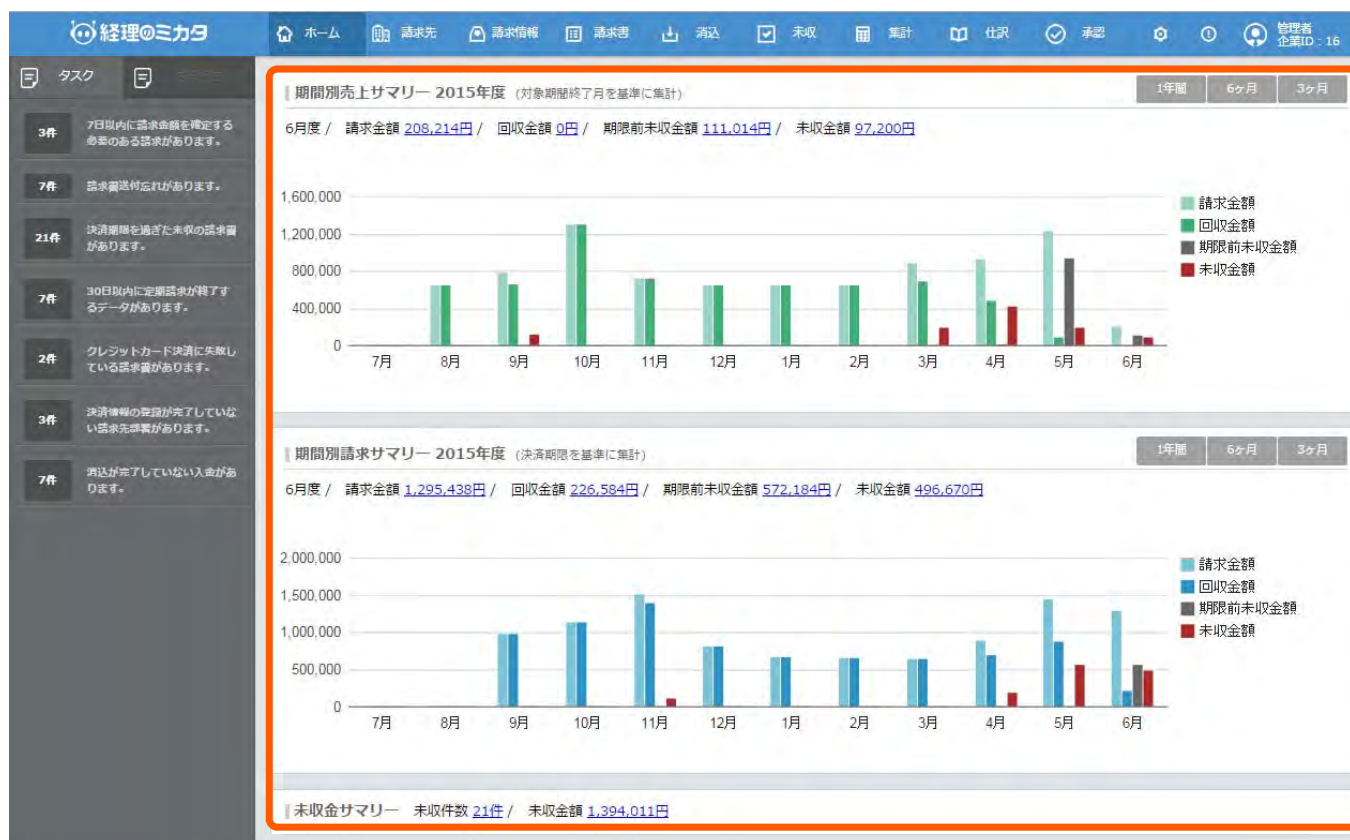 経理のミカタ
ホーム 請求先 請求情報 請求書 消込 未収 集計 仕訳 承認
管理者
企業ID : 16
タスク
3件 7日以内に請求金額を確定する
必要のある請求があります。
7件 請求書送付忘れがあります。
21件 決済期限を過ぎた未収の請求書
があります。
7件 30日以内に定期請求が終了す
るデータがあります。
2件 クレジットカード決済に失敗し
ている請求書があります。
3件 決済情報の登録が完了していな
い請求先部署があります。
7件 消込が完了していない入金があ
ります。
期間別売上サマリー 2015年度 (対象期間終了月を基準に集計)
1年間 6ヶ月 3ヶ月
6月度 / 請求金額 208,214円 / 回収金額 0円 / 期限前未収金額 111,014円 / 未収金額 97,200円
1,600,000
1,200,000
800,000
400,000
0
7月 8月 9月 10月 11月 12月 1月 2月 3月 4月 5月 6月
請求金額
回収金額
期限前未収金額
未収金額
期間別請求サマリー 2015年度 (決済期限を基準に集計)
1年間 6ヶ月 3ヶ月
6月度 / 請求金額 1,295,438円 / 回収金額 226,584円 / 期限前未収金額 572,184円 / 未収金額 496,670円
2,000,000
1,500,000
1,000,000
500,000
0
7月 8月 9月 10月 11月 12月 1月 2月 3月 4月 5月 6月
請求金額
回収金額
期限前未収金額
未収金額
未収金サマリー 未収件数 21件 / 未収金額 1,394,011円